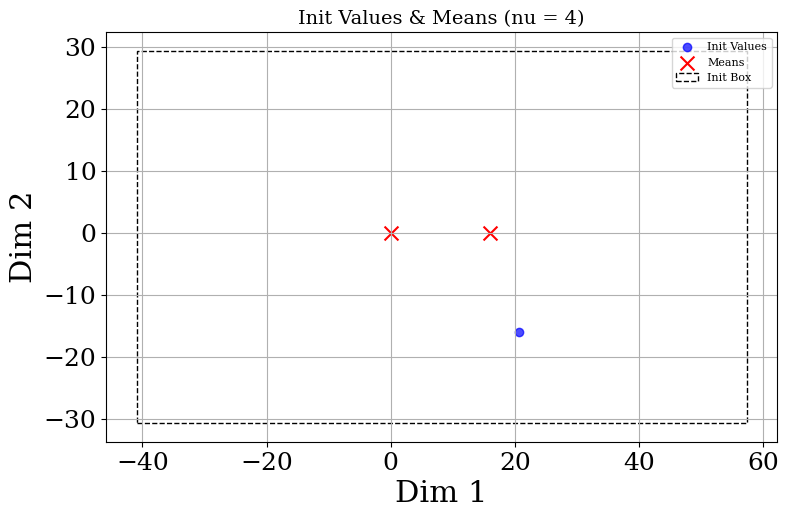 Init Values & Means (nu = 4)
Init Values
Means
Init Box
30
20
10
0
−10
−20
−30
Dim 2
−40
−20
0
20
40
60
Dim 1